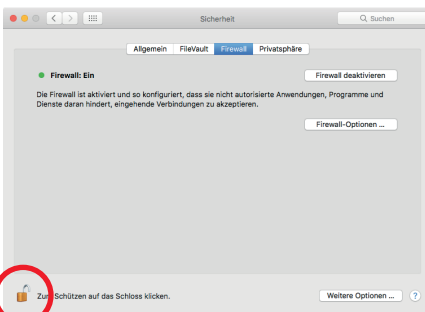 Sicherheit
Suchen
Allgemein FileVault Firewall Privatsphäre
Firewall: Ein
Firewall deaktivieren
Die Firewall ist aktiviert und so konfiguriert, dass sie nicht autorisierte Anwendungen, Programme und
Dienste daran hindert, eingehende Verbindungen zu akzeptieren.
Firewall-Optionen ...
Zum Schützen auf das Schloss klicken.
Weitere Optionen ...
?